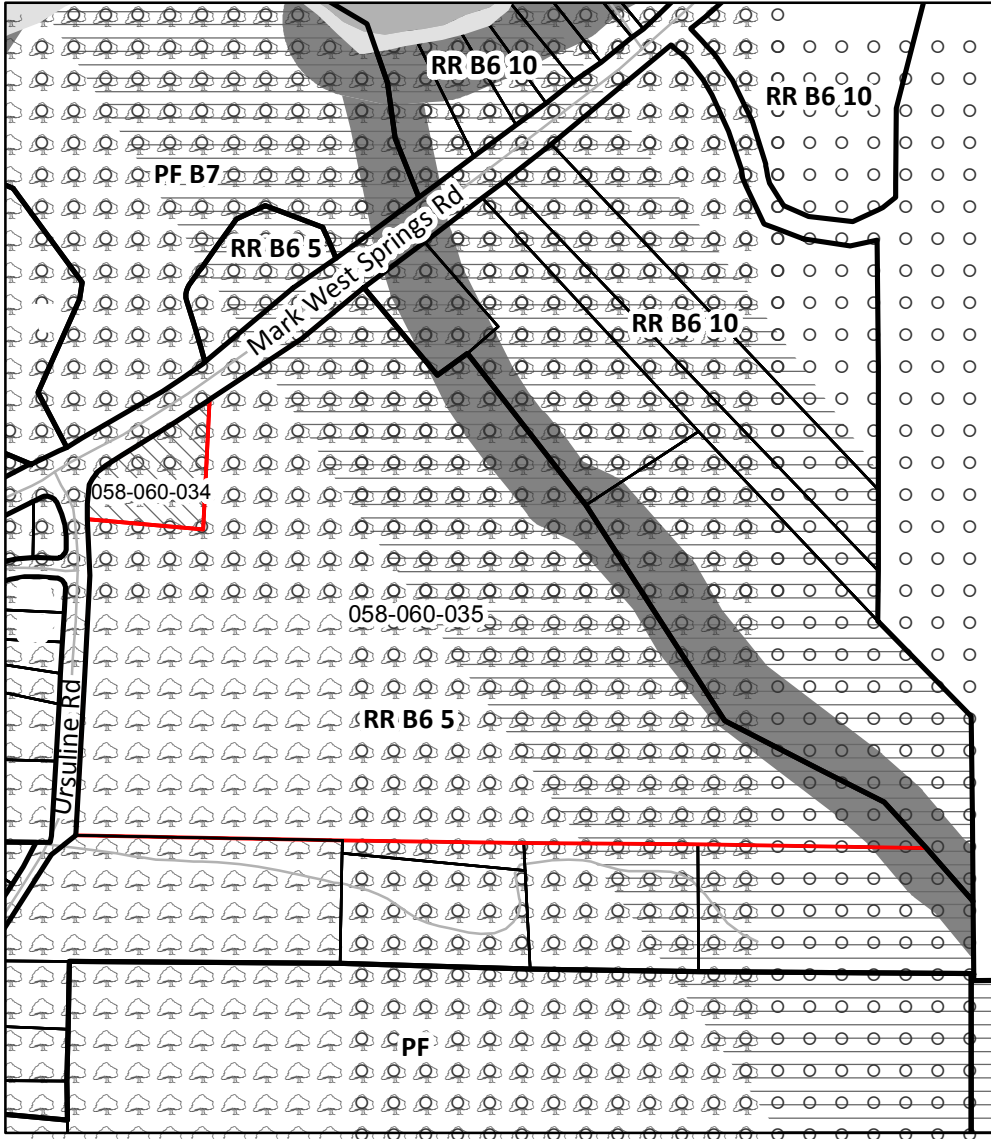 RR B6 10
RR B6 10
PF B7
RR B6 5
Mark West Springs Rd
RR B6 10
058-060-034
058-060-035
RR B6 5
Ursuline Rd
PF